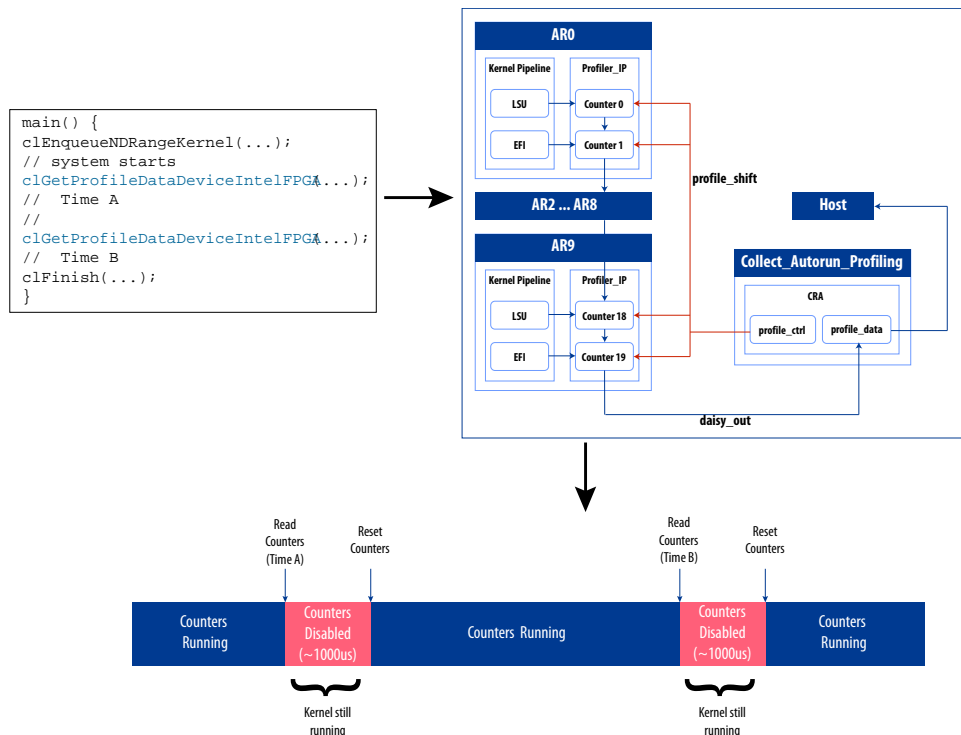 main() {
clEnqueueNDRangeKernel(...);
// system starts
clGetProfileDataDeviceIntelFPGA(...);
//  Time A
//
clGetProfileDataDeviceIntelFPGA(...);
//  Time B
clFinish(...);
}
AR0
Kernel Pipeline
Profiler_IP
LSU
Counter 0
EFI
Counter 1
profile_shift
AR2 ... AR8
Host
AR9
Collect_Autorun_Profiling
Kernel Pipeline
Profiler_IP
CRA
LSU
Counter 18
profile_ctrl
profile_data
EFI
Counter 19
daisy_out
Read
Counters
(Time A)
Reset
Counters
Read
Counters
(Time B)
Reset
Counters
Counters
Running
Counters
Disabled
(~1000us)
Counters Running
Counters
Disabled
(~1000us)
Counters
Running
Kernel still
running
Kernel still
running